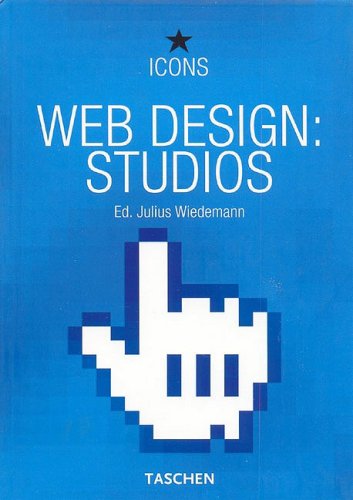 ICONS
WEB DESIGN:
STUDIOS
Ed. Julius Wiedemann
TASCHEN